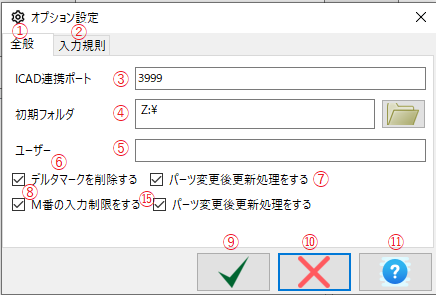 オプション設定
① ②
全般 入力規則
ICAD連携ポート ③ 3999
初期フォルダ ④ Z:¥
ユーザー ⑤
⑥
デルタマークを削除する パーツ変更後更新処理をする ⑦
⑧ M番の入力制限をする ⑮ パーツ変更後更新処理をする
⑨ ⑩ ⑪
?